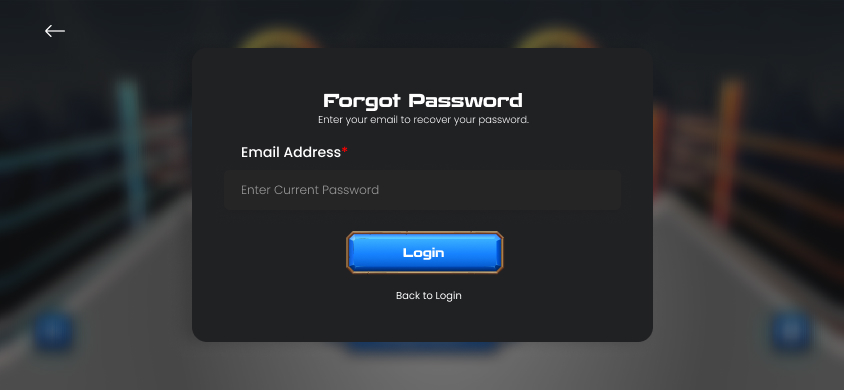 Forgot Password
Enter your email to recover your password.
Email Address*
Enter Current Password
Login
Back to Login